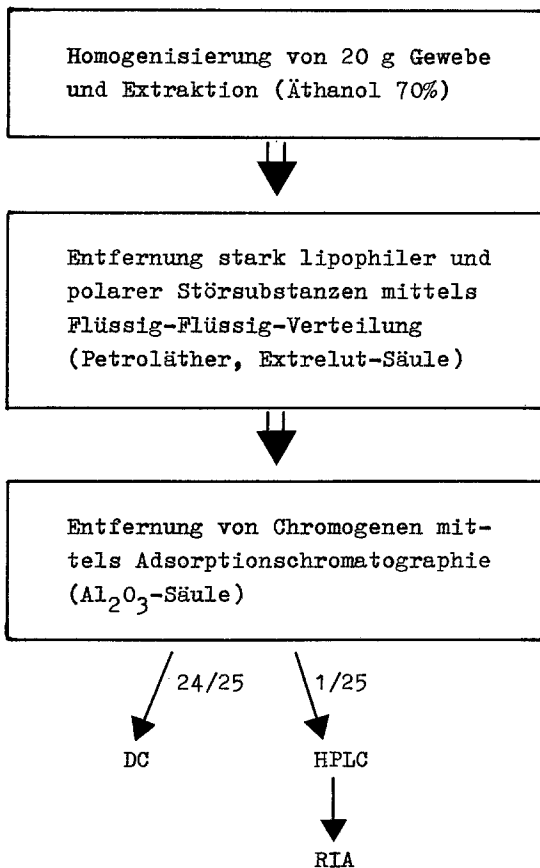 Homogenisierung von 20 g Gewebe
und Extraktion (Äthanol 70%)
Entfernung stark lipophiler und
polarer Störsubstanzen mittels
Flüssig-Flüssig-Verteilung
(Petroläther, Extrelut-Säule)
Entfernung von Chromogenen mit-
tels Adsorptionschromatographie
(Al₂O₃-Säule)
24/25 1/25
DC HPLC
RIA